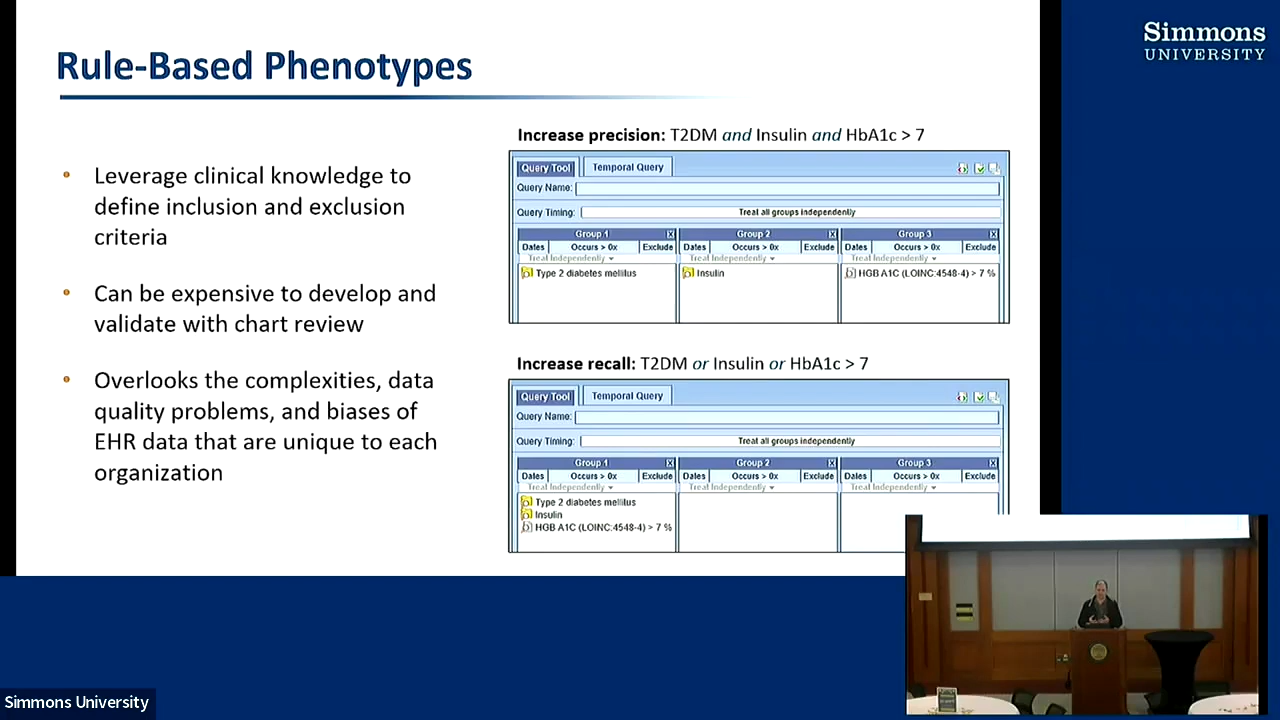 Rule-Based Phenotypes
Simmons
UNIVERSITY
• Leverage clinical knowledge to
define inclusion and exclusion
criteria
• Can be expensive to develop and
validate with chart review
• Overlooks the complexities, data
quality problems, and biases of
EHR data that are unique to each
organization
Increase precision: T2DM and Insulin and HbA1c > 7
Query Tool Temporal Query
Query Name:
Query Timing: Treat all groups independently
Group 1 X Group 2 X Group 3 X
Dates Occurs > 0x Exclude Dates Occurs > 0x Exclude Dates Occurs > 0x Exclude
Treat Independently Treat Independently Treat Independently
Type 2 diabetes mellitus Insulin HGB A1C (LOINC:4548-4) > 7 %
Increase recall: T2DM or Insulin or HbA1c > 7
Query Tool Temporal Query
Query Name:
Query Timing: Treat all groups independently
Group 1 X Group 2 X Group 3 X
Dates Occurs > 0x Exclude Dates Occurs > 0x Exclude Dates Occurs > 0x Exclude
Treat Independently Treat Independently Treat Independently
Type 2 diabetes mellitus
Insulin
HGB A1C (LOINC:4548-4) > 7 %
Simmons University